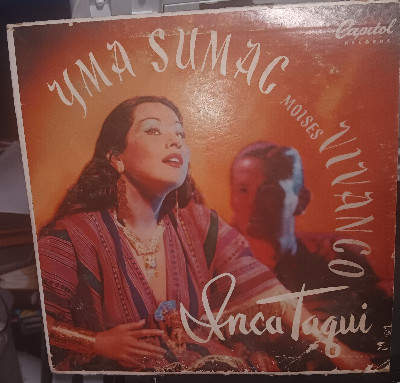 YMA SUMAC
Capitol
RECORDS
MOISES
VIVANCO
Inca Taqui